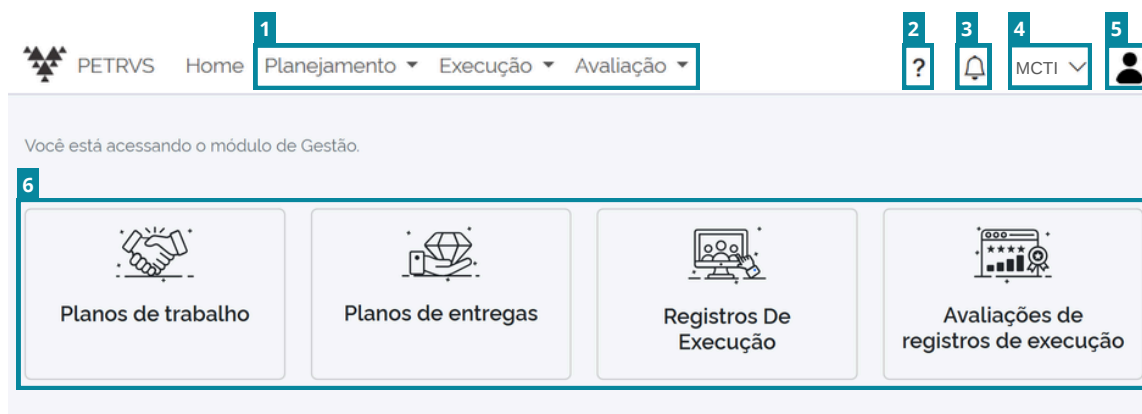 1 2 3 4 5
PETRVS Home Planejamento Execução Avaliação ? MCTI
Você está acessando o módulo de Gestão.
6
Planos de trabalho
Planos de entregas
Registros De
Execução
Avaliações de
registros de execução